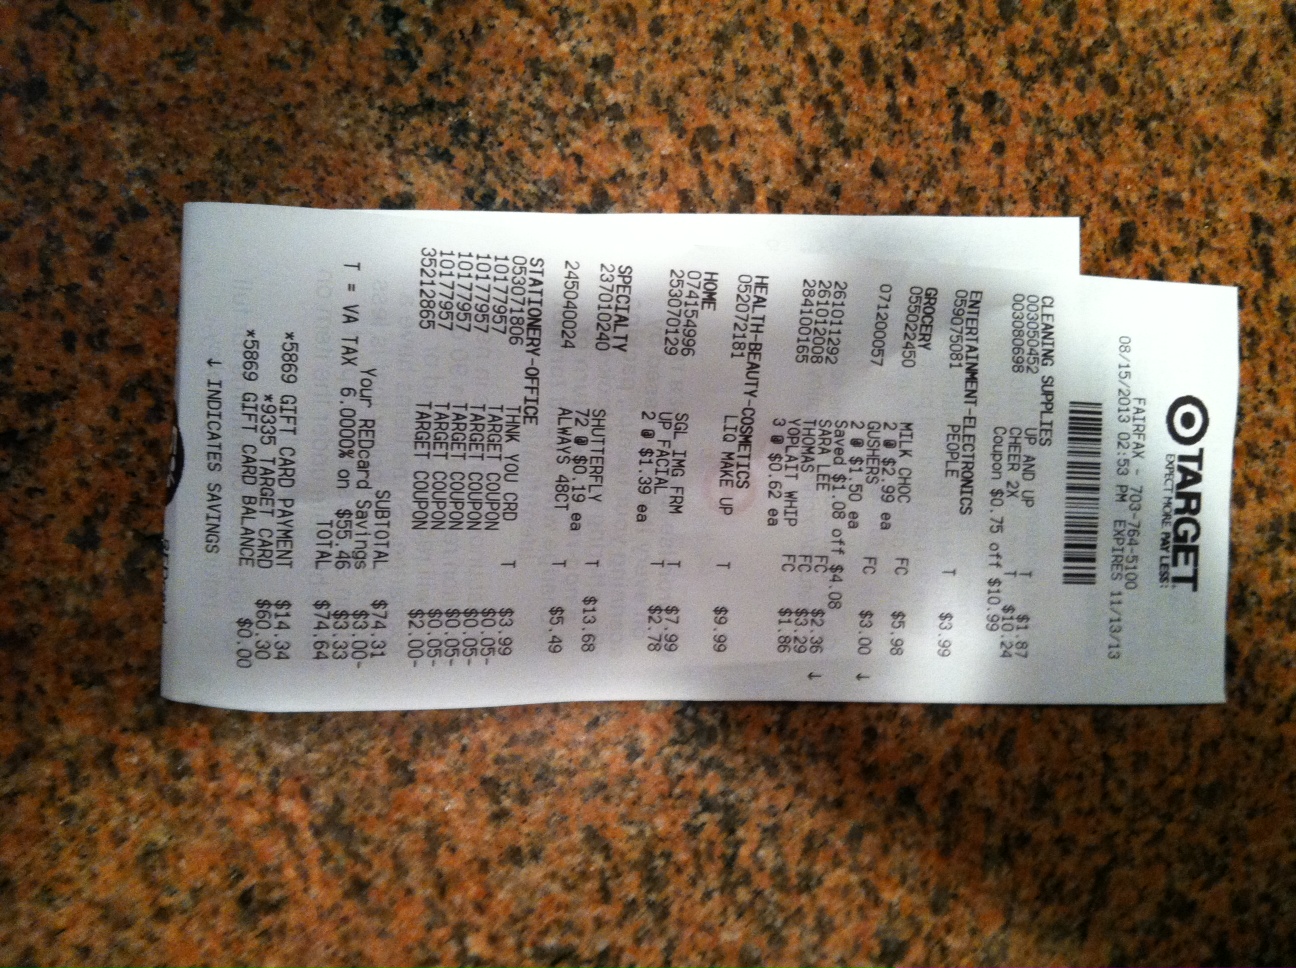 TARGET
EXPECT MORE. PAY LESS.
FAIRFAX - 703-764-5100
08/15/2013 02:53 PM EXPIRES 11/13/13
CLEANING SUPPLIES
003050452 UP AND UP T $1.87
003080698 CHEER 2X T $10.24
Coupon $0.75 off $10.99
ENTERTAINMENT-ELECTRONICS
059075081 PEOPLE T $3.99
GROCERY
055022450 MILK CHOC FC $5.98
2 @ $2.99 ea
071200057 GUSHERS FC $3.00 ↓
2 @ $1.50 ea
Saved $1.08 off $4.08
261011292 SARA LEE FC $2.36 ↓
261012008 THOMAS FC $3.29
284100165 YOPLAIT WHIP FC $1.86
3 @ $0.62 ea
HEALTH-BEAUTY-COSMETICS
052072181 LIQ MAKE UP T $9.99
HOME
074154996 SGL IMG FRM T $7.99
253070129 UP FACIAL T $2.78
2 @ $1.39 ea
SPECIALTY
237010240 SHUTTERFLY T $13.68
72 @ $0.19 ea
245040024 ALWAYS 48CT T $5.49
STATIONERY-OFFICE
053071806 THNK YOU CRD T $3.99
10177957 TARGET COUPON $0.05-
10177957 TARGET COUPON $0.05-
10177957 TARGET COUPON $0.05-
10177957 TARGET COUPON $0.05-
35212865 TARGET COUPON $2.00-
SUBTOTAL $74.31
Your REDcard Savings $3.00-
T = VA TAX 6.0000% on $55.46 $3.33
TOTAL $74.64
*5869 GIFT CARD PAYMENT $14.34
*9335 TARGET CARD $60.30
*5869 GIFT CARD BALANCE $0.00
↓ INDICATES SAVINGS